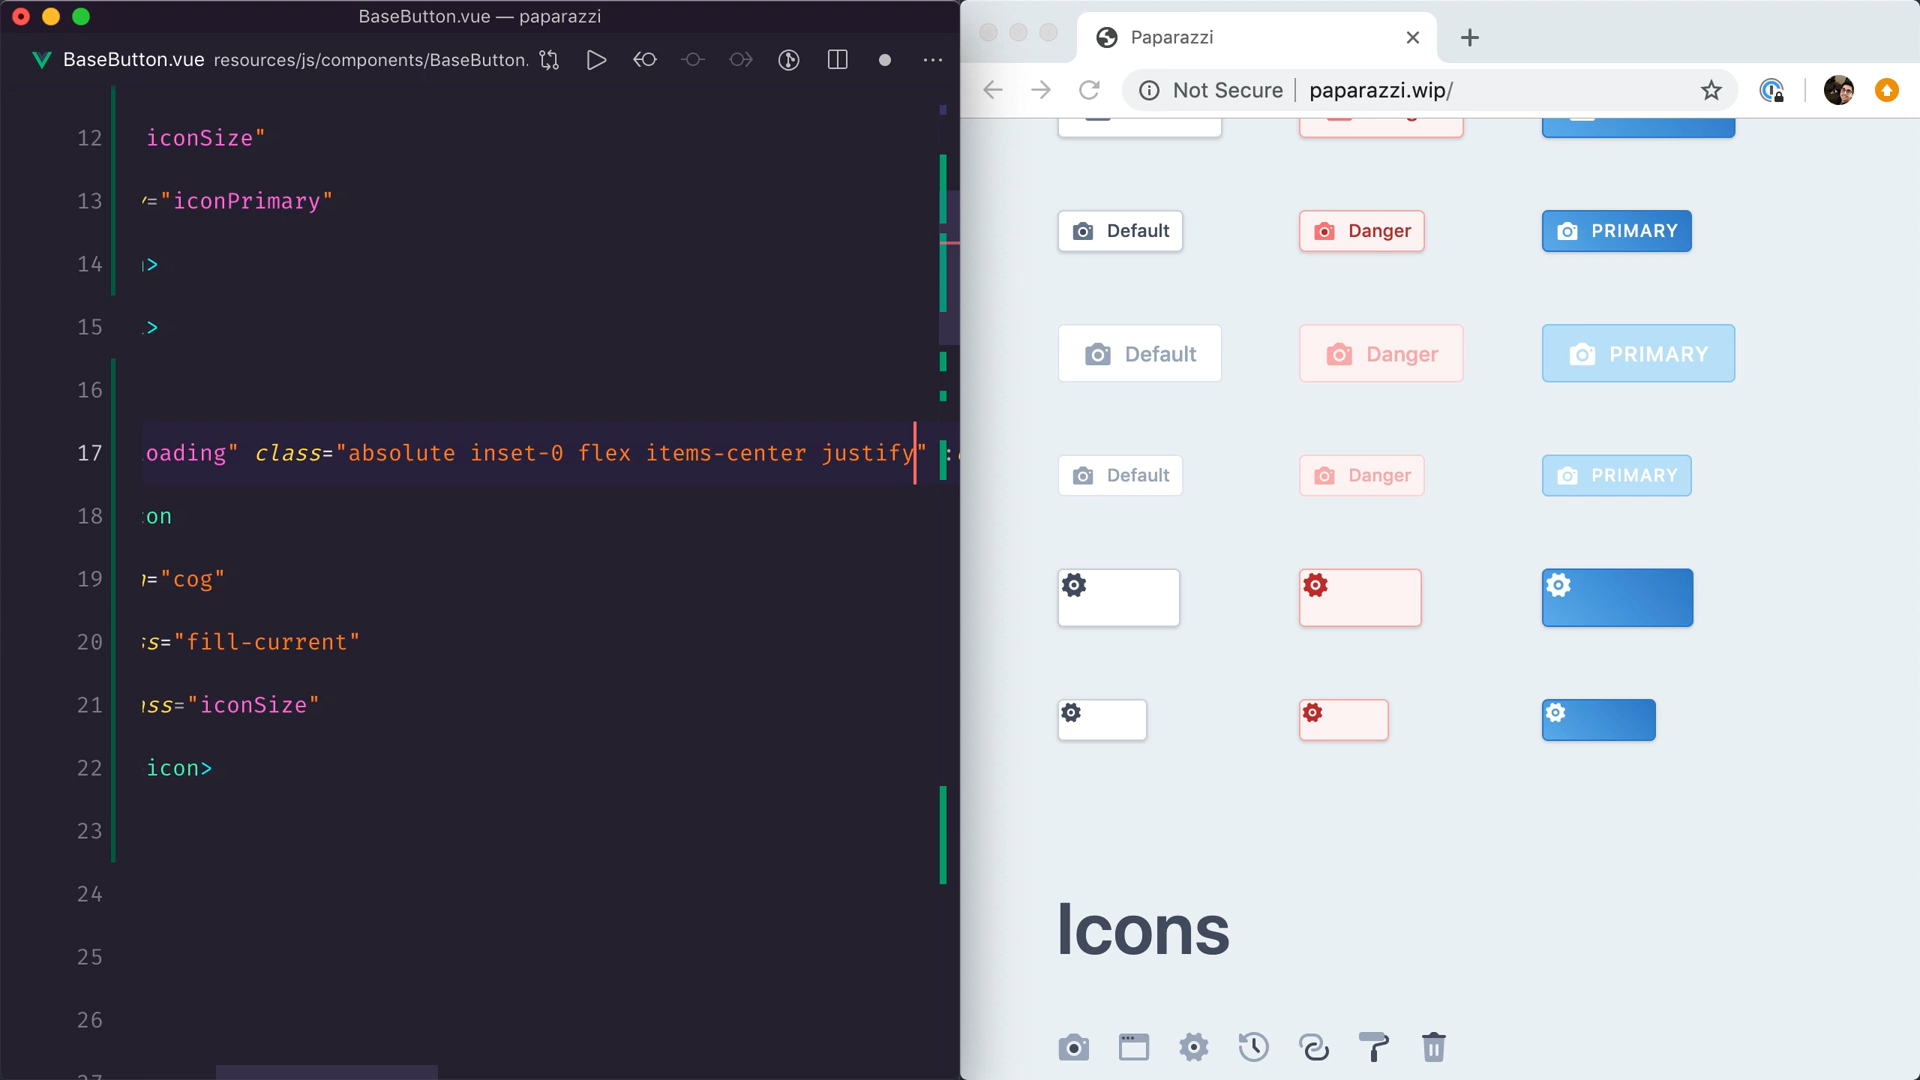 BaseButton.vue — paparazzi
BaseButton.vue resources/js/components/BaseButton.
12 iconSize"
13 ="iconPrimary"
14 >
15 >
16
17 oading" class="absolute inset-0 flex items-center justify" :
18 on
19 ="cog"
20 s="fill-current"
21 ass="iconSize"
22 icon>
23
24
25
26
27
Paparazzi
Not Secure paparazzi.wip/
Default Danger PRIMARY
Default Danger PRIMARY
Default Danger PRIMARY
Icons